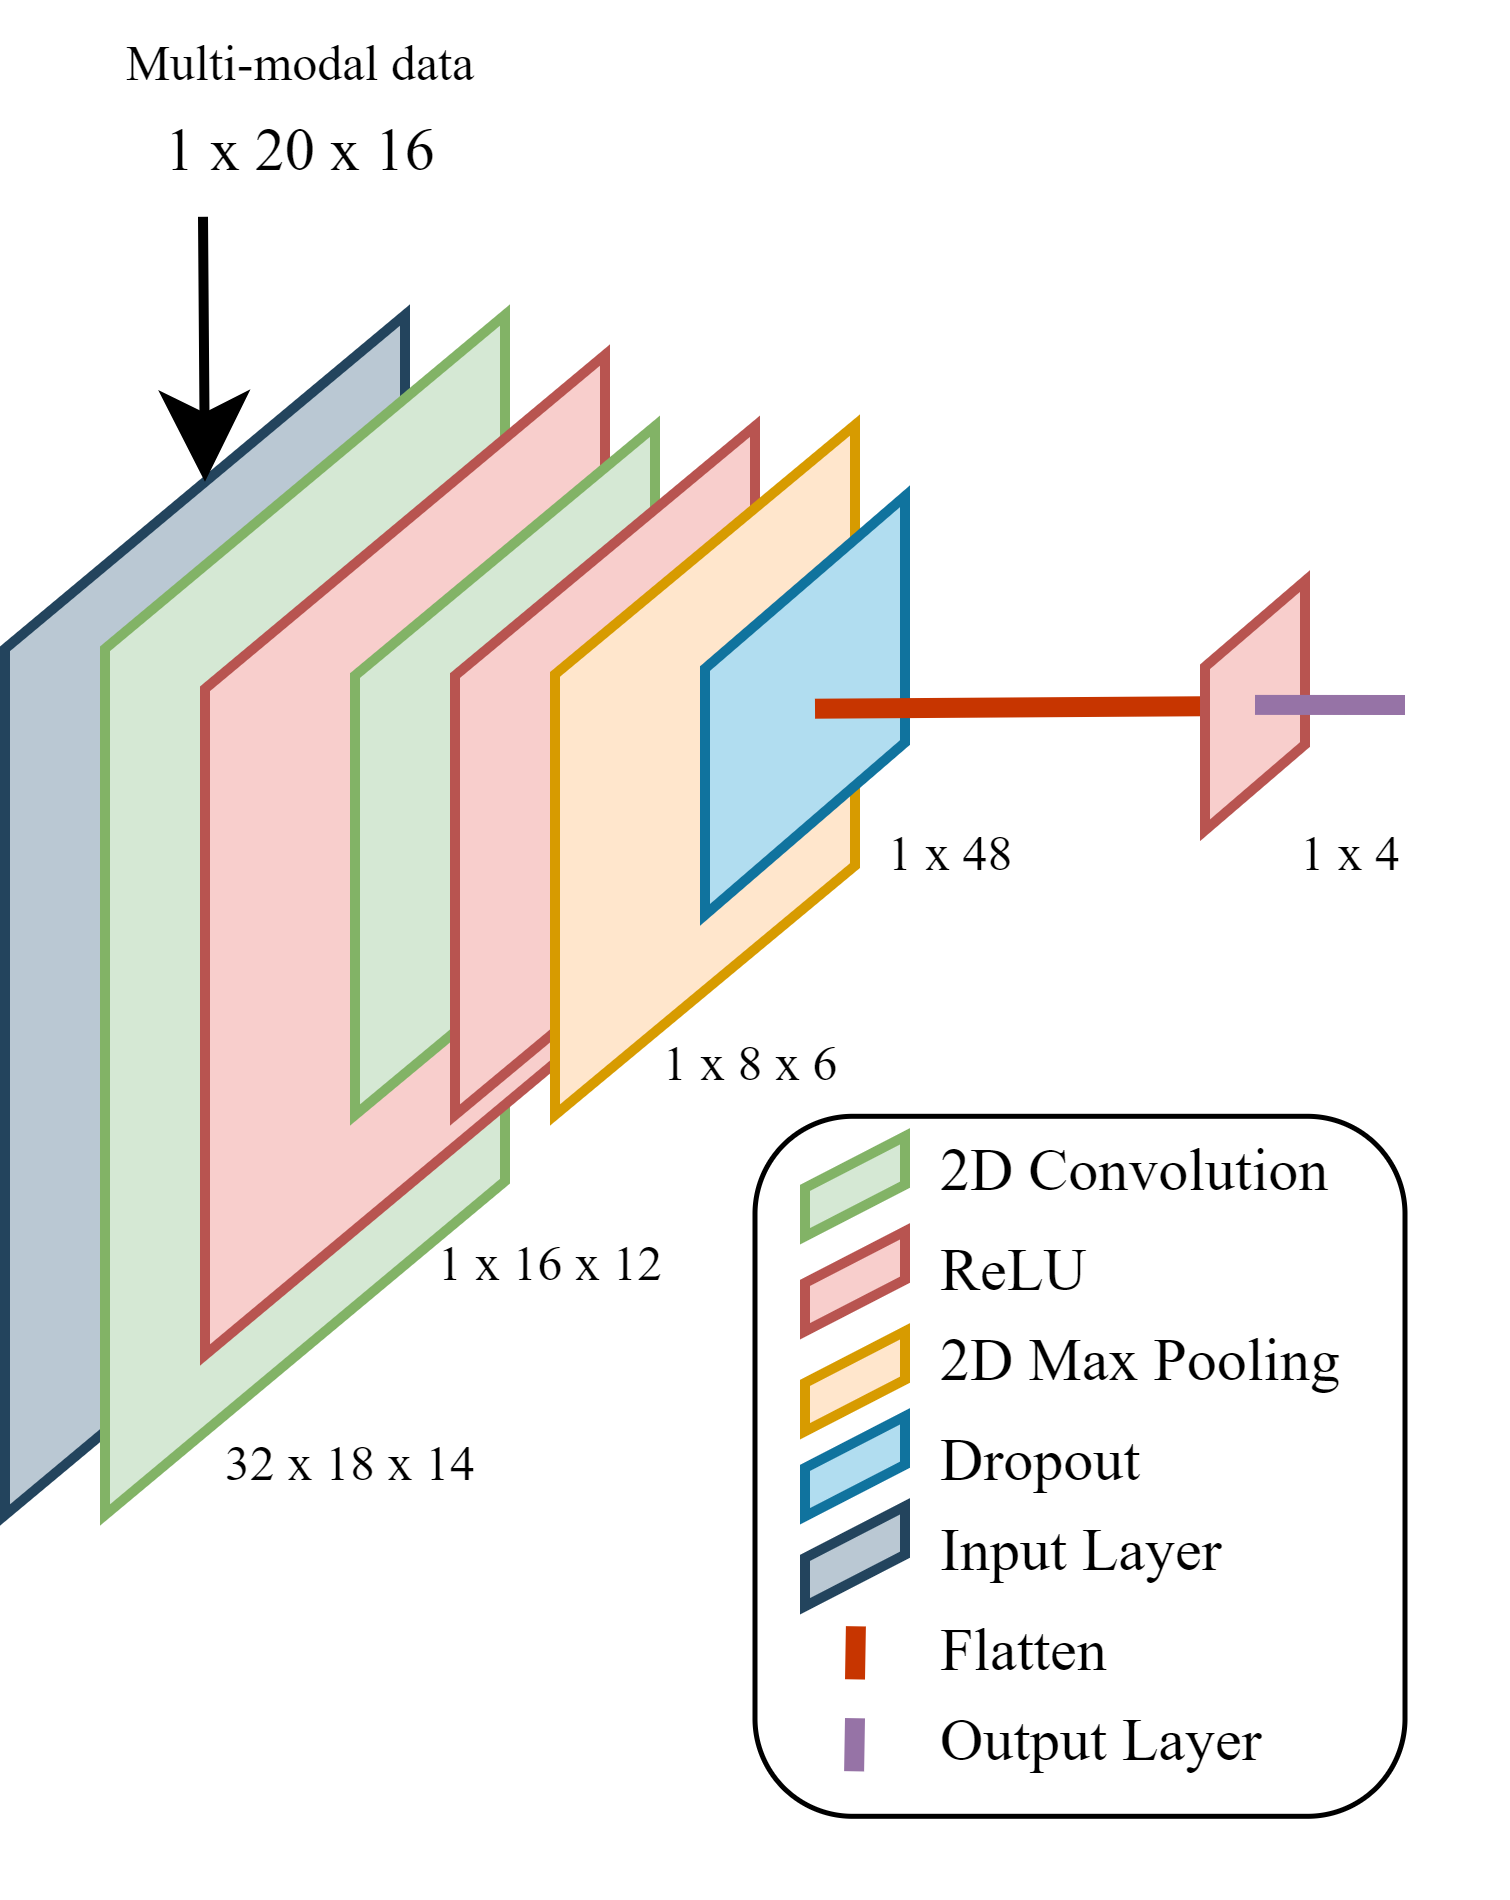 Multi-modal data
1 x 20 x 16
1 x 48
1 x 4
1 x 8 x 6
1 x 16 x 12
32 x 18 x 14
2D Convolution
ReLU
2D Max Pooling
Dropout
Input Layer
Flatten
Output Layer